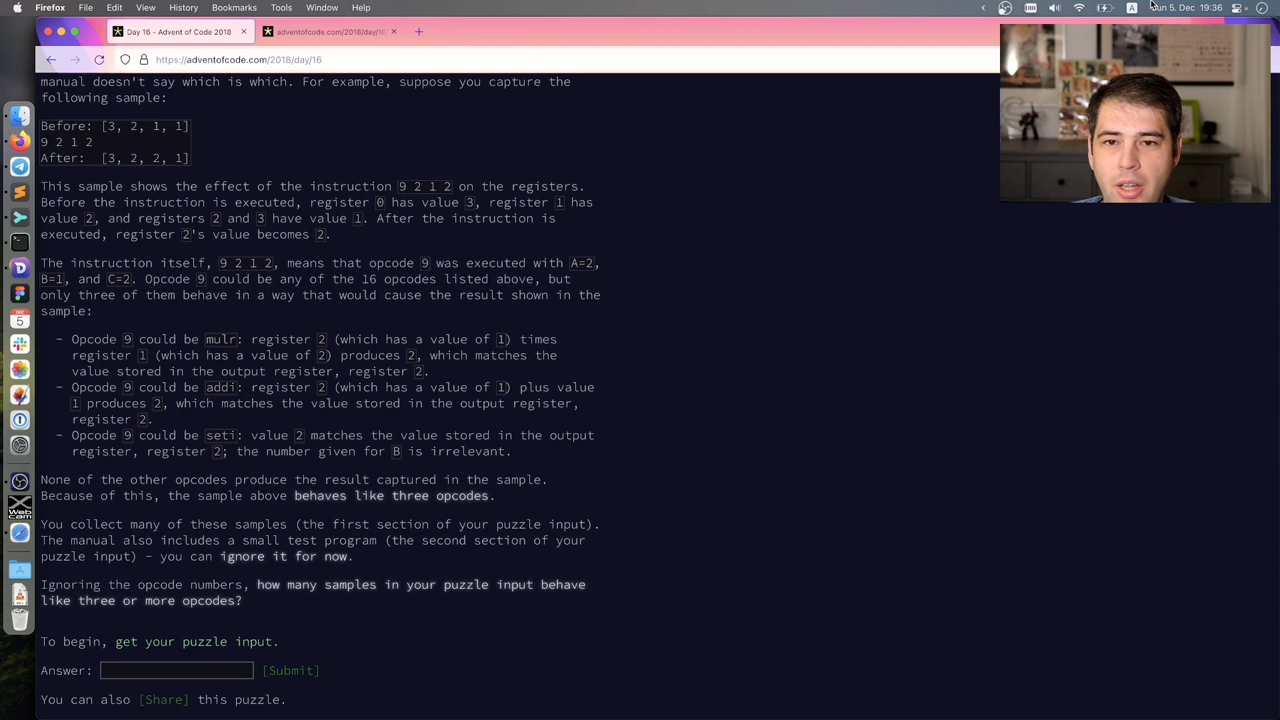 Firefox File Edit View History Bookmarks Tools Window Help
A
Sun 5. Dec 19:36
Day 16 - Advent of Code 2018
adventofcode.com/2018/day/16
https://adventofcode.com/2018/day/16
manual doesn't say which is which. For example, suppose you capture the
following sample:
Before: [3, 2, 1, 1]
9 2 1 2
After:  [3, 2, 2, 1]
This sample shows the effect of the instruction 9 2 1 2 on the registers.
Before the instruction is executed, register 0 has value 3, register 1 has
value 2, and registers 2 and 3 have value 1. After the instruction is
executed, register 2's value becomes 2.
The instruction itself, 9 2 1 2, means that opcode 9 was executed with A=2,
B=1, and C=2. Opcode 9 could be any of the 16 opcodes listed above, but
only three of them behave in a way that would cause the result shown in the
sample:
- Opcode 9 could be mulr: register 2 (which has a value of 1) times
register 1 (which has a value of 2) produces 2, which matches the
value stored in the output register, register 2.
- Opcode 9 could be addi: register 2 (which has a value of 1) plus value
1 produces 2, which matches the value stored in the output register,
register 2.
- Opcode 9 could be seti: value 2 matches the value stored in the output
register, register 2; the number given for B is irrelevant.
None of the other opcodes produce the result captured in the sample.
Because of this, the sample above behaves like three opcodes.
You collect many of these samples (the first section of your puzzle input).
The manual also includes a small test program (the second section of your
puzzle input) - you can ignore it for now.
Ignoring the opcode numbers, how many samples in your puzzle input behave
like three or more opcodes?
To begin, get your puzzle input.
Answer: [Submit]
You can also [Share] this puzzle.
DEC
5
Web
cam